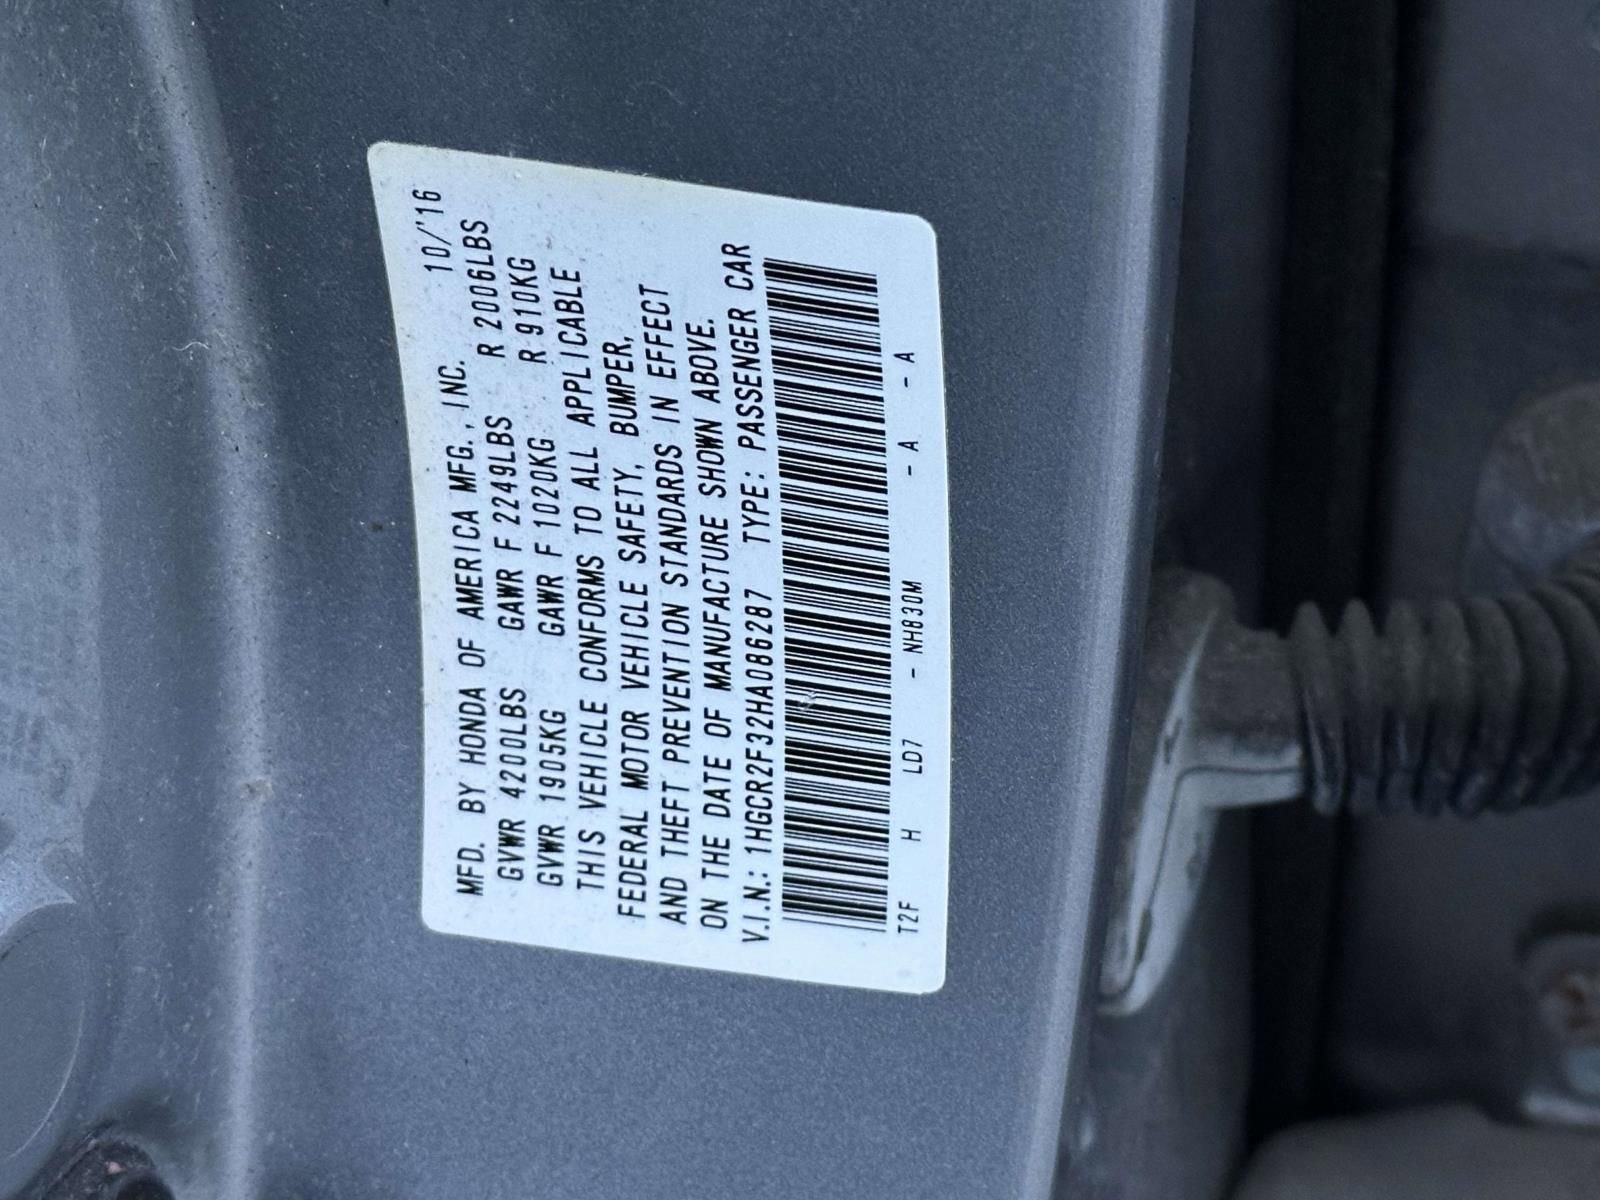 MFD. BY HONDA OF AMERICA MFG., INC. 10/'16
GVWR 4200LBS GAWR F 2249LBS R 2006LBS
GVWR 1905KG GAWR F 1020KG R 910KG
THIS VEHICLE CONFORMS TO ALL APPLICABLE
FEDERAL MOTOR VEHICLE SAFETY, BUMPER,
AND THEFT PREVENTION STANDARDS IN EFFECT
ON THE DATE OF MANUFACTURE SHOWN ABOVE.
V.I.N.: 1HGCR2F32HA086287 TYPE: PASSENGER CAR
T2F H LD7 - NH830M - A - A